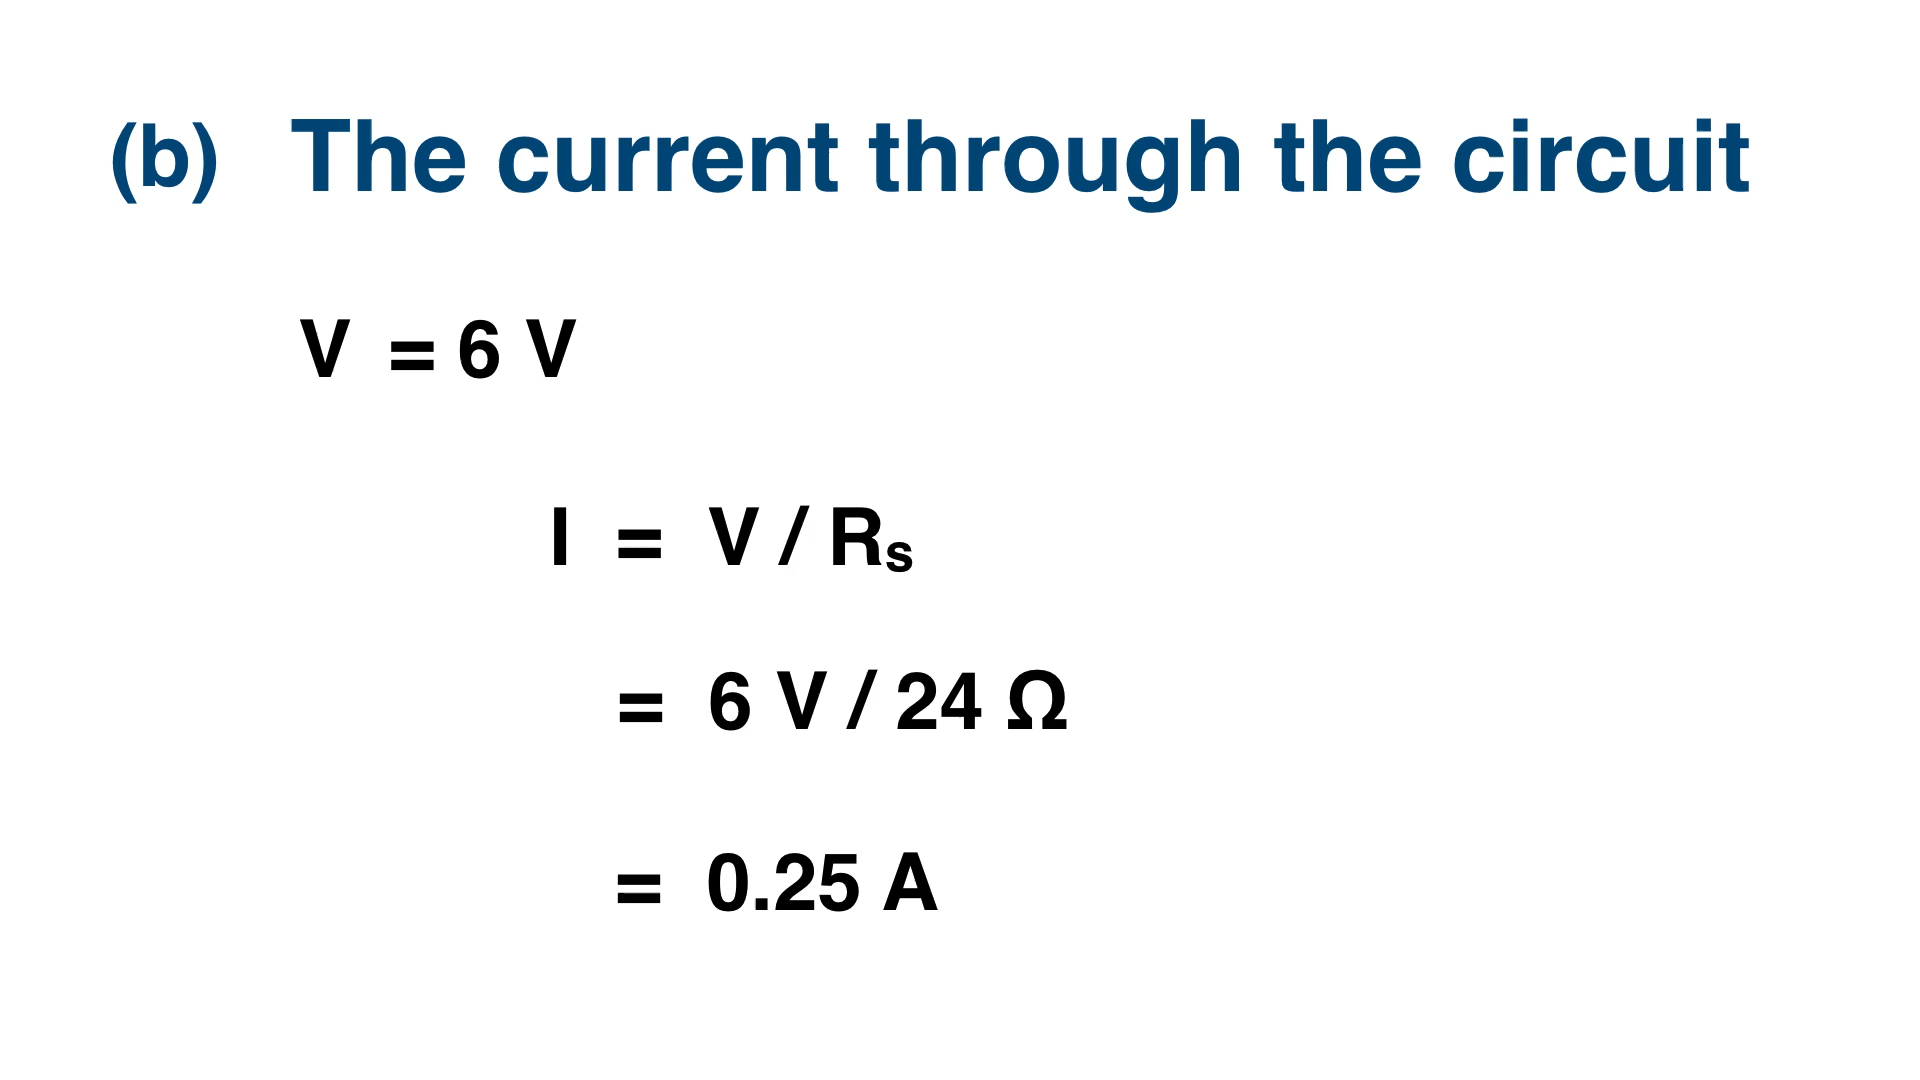 (b) The current through the circuit
V = 6 V
I = V / Rₛ
= 6 V / 24 Ω
= 0.25 A